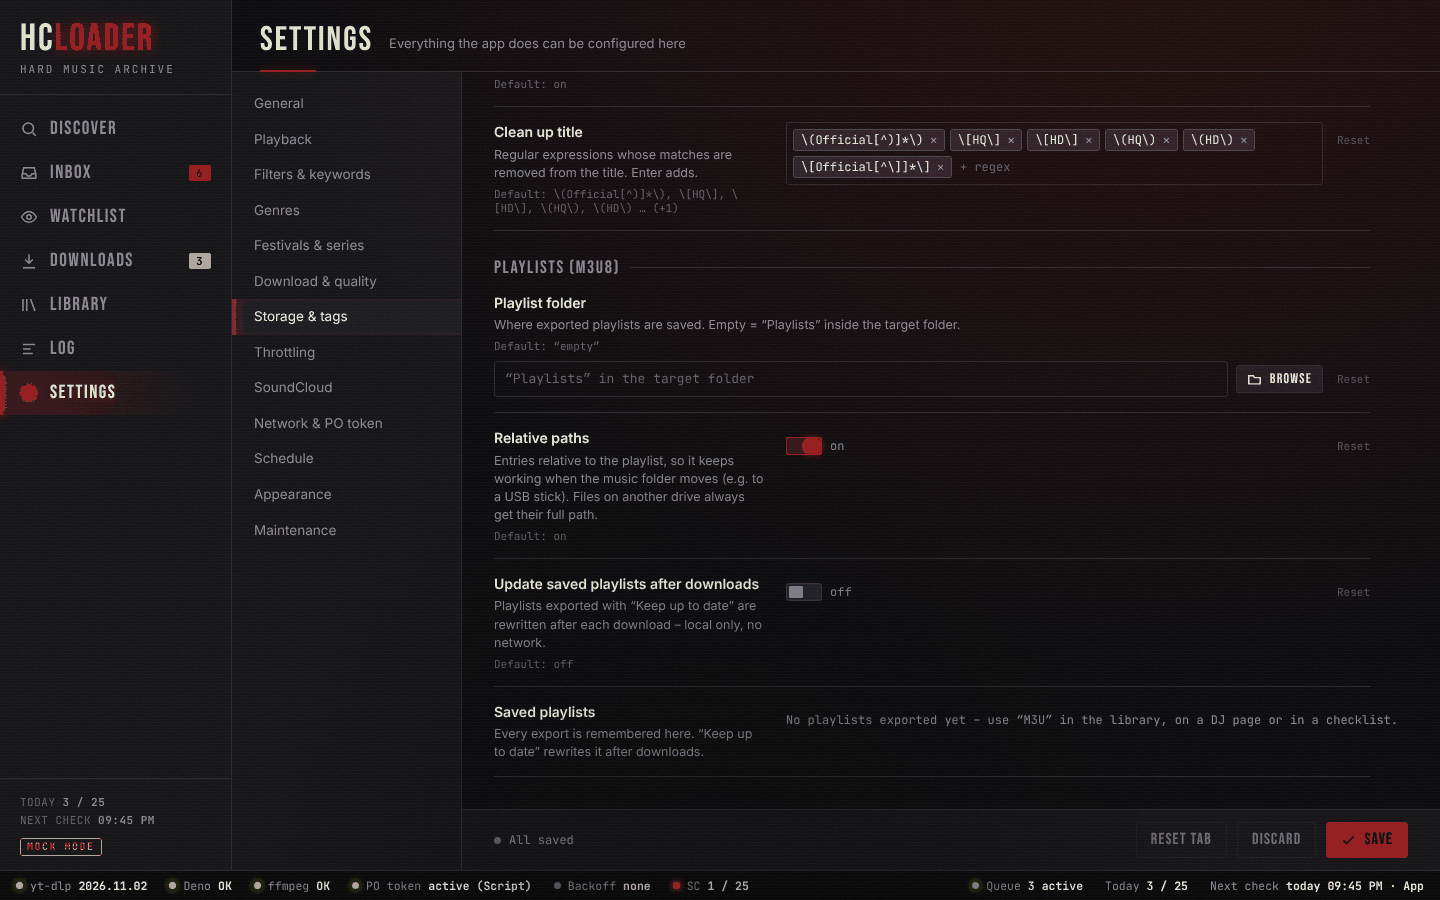 HCLOADER
HARD MUSIC ARCHIVE
DISCOVER
INBOX 6
WATCHLIST
DOWNLOADS 3
LIBRARY
LOG
SETTINGS
TODAY 3 / 25
NEXT CHECK 09:45 PM
MOCK MODE
SETTINGS Everything the app does can be configured here
General
Playback
Filters & keywords
Genres
Festivals & series
Download & quality
Storage & tags
Throttling
SoundCloud
Network & PO token
Schedule
Appearance
Maintenance
Default: on
Clean up title
Regular expressions whose matches are
removed from the title. Enter adds.
Default: \(Official[^)]*\), \[HQ\], \
[HD\], \(HQ\), \(HD\) … (+1)
\(Official[^)]*\) × \[HQ\] × \[HD\] × \(HQ\) × \(HD\) ×
\[Official[^\]]*\] × + regex
Reset
PLAYLISTS (M3U8)
Playlist folder
Where exported playlists are saved. Empty = “Playlists” inside the target folder.
Default: “empty”
“Playlists” in the target folder
BROWSE
Reset
Relative paths
Entries relative to the playlist, so it keeps
working when the music folder moves (e.g. to
a USB stick). Files on another drive always
get their full path.
Default: on
on
Reset
Update saved playlists after downloads
Playlists exported with “Keep up to date” are
rewritten after each download – local only, no
network.
Default: off
off
Reset
Saved playlists
Every export is remembered here. “Keep up
to date” rewrites it after downloads.
No playlists exported yet – use “M3U” in the library, on a DJ page or in a checklist.
All saved
RESET TAB
DISCARD
SAVE
yt-dlp 2026.11.02 Deno OK ffmpeg OK PO token active (Script) Backoff none SC 1 / 25 Queue 3 active Today 3 / 25 Next check today 09:45 PM · App